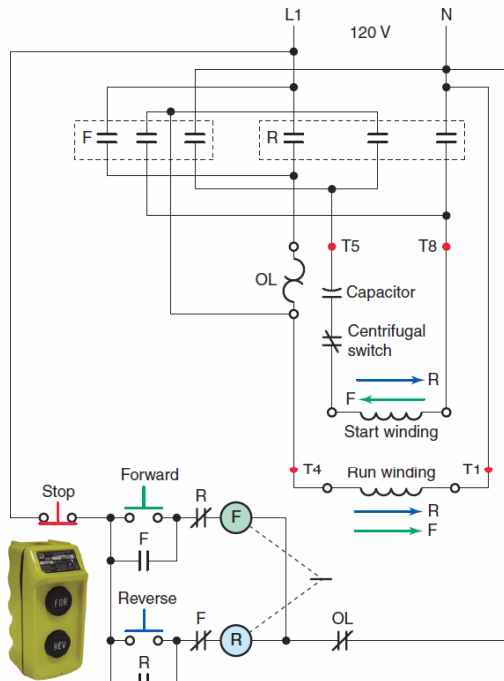 L1 N
120 V
F R
T5 T8
OL
Capacitor
Centrifugal
switch
R
F
Start winding
T4 Run winding T1
R
F
Forward
Stop
R
F
F
Reverse
F
R
OL
R
FOR
REV